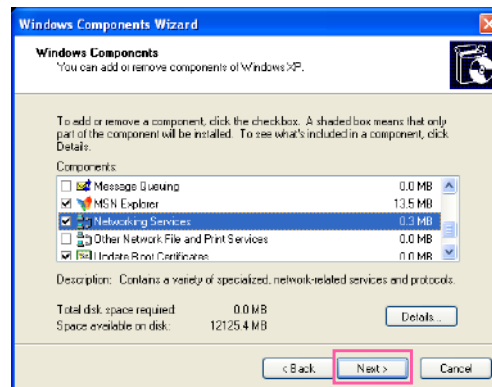 Windows Components Wizard
Windows Components
You can add or remove components of Windows XP.
To add or remove a component, click the checkbox. A shaded box means that only
part of the component will be installed. To see what's included in a component, click
Details.
Components:
Message Queuing 0.0 MB
MSN Explorer 13.5 MB
Networking Services 0.3 MB
Other Network File and Print Services 0.0 MB
Update Root Certificates 0.0 MB
Description: Contains a variety of specialized, network-related services and protocols.
Total disk space required: 0.0 MB
Space available on disk: 12125.4 MB
Details...
< Back Next > Cancel